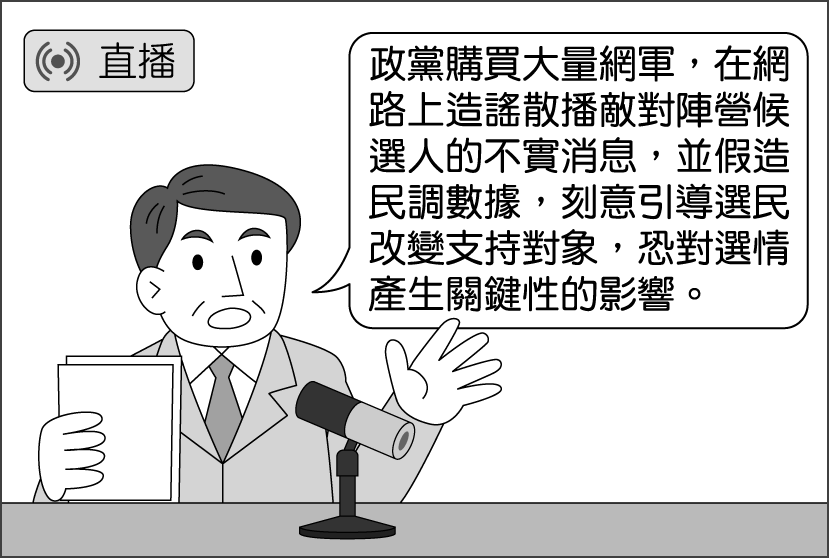 直播
政黨購買大量網軍，在網
路上造謠散播敵對陣營候
選人的不實消息，並假造
民調數據，刻意引導選民
改變支持對象，恐對選情
產生關鍵性的影響。